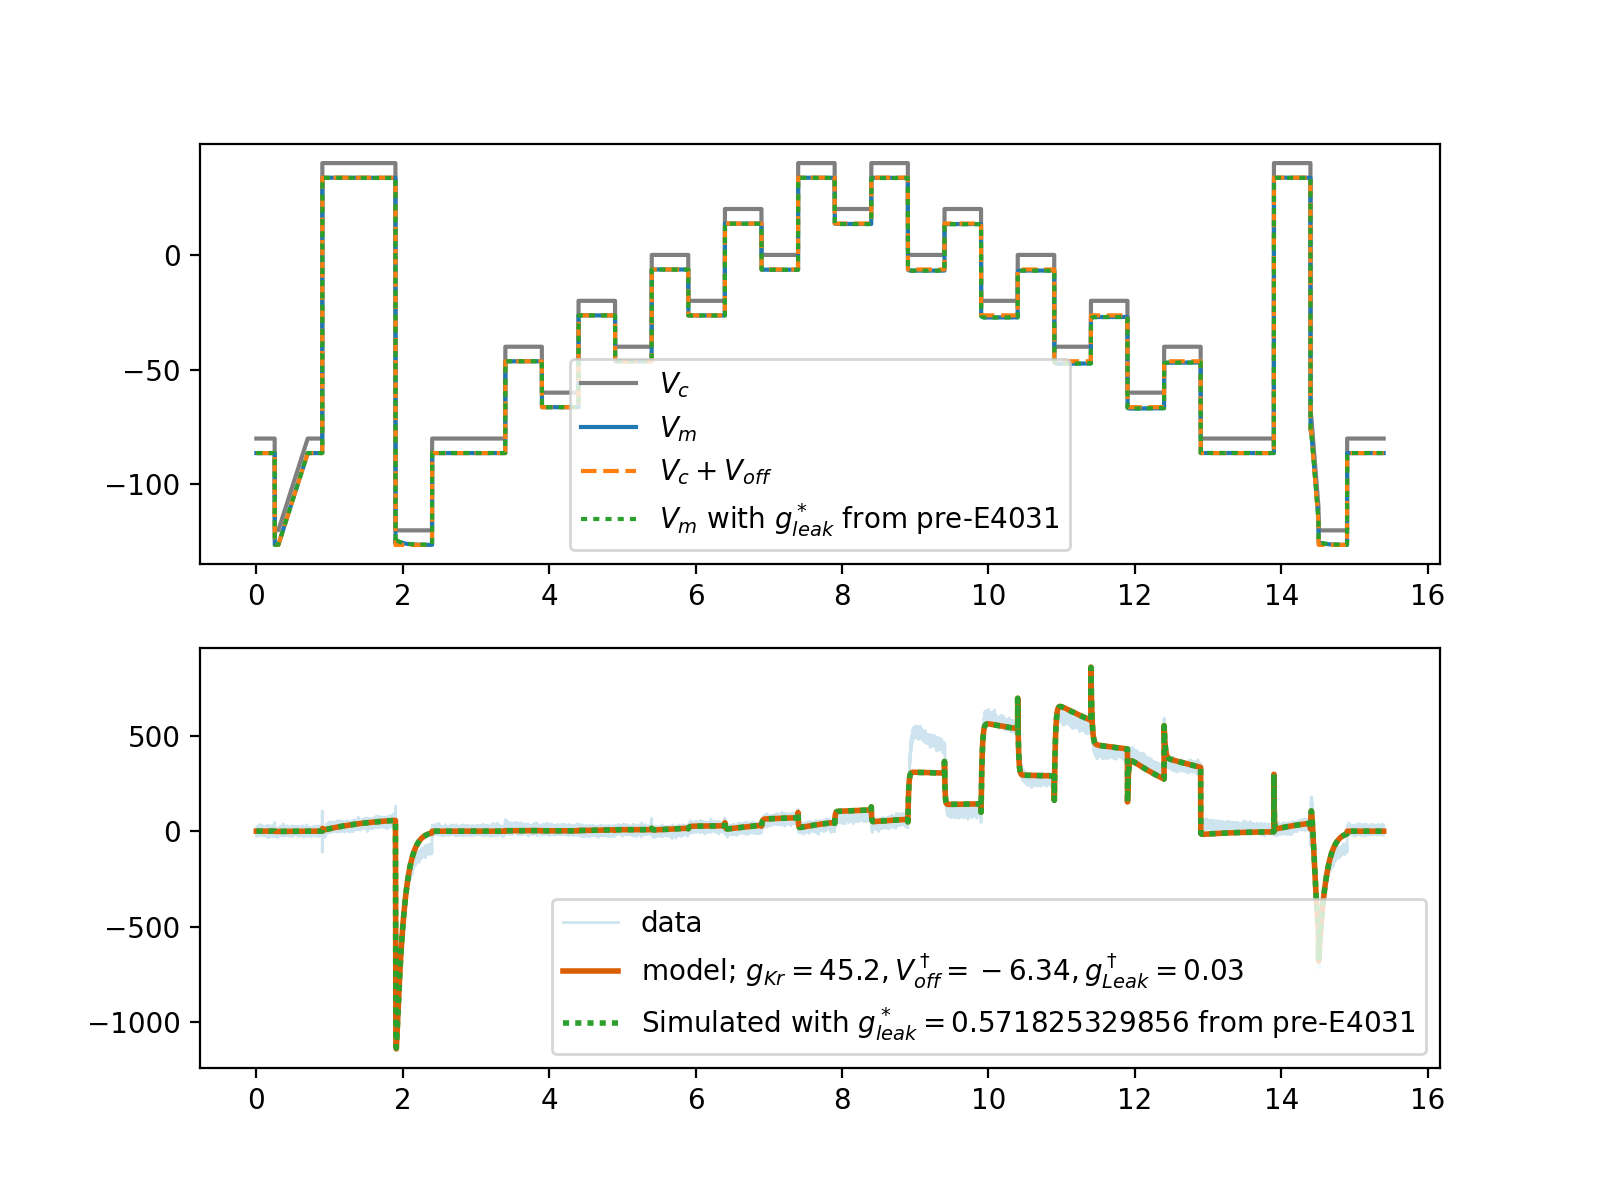 0
−50
−100
V_c
V_m
V_c + V_off
V_m with g*_leak from pre-E4031
0 2 4 6 8 10 12 14 16
500
0
−500
−1000
data
model; g_Kr = 45.2, V†_off = −6.34, g†_Leak = 0.03
Simulated with g*_leak = 0.571825329856 from pre-E4031
0 2 4 6 8 10 12 14 16